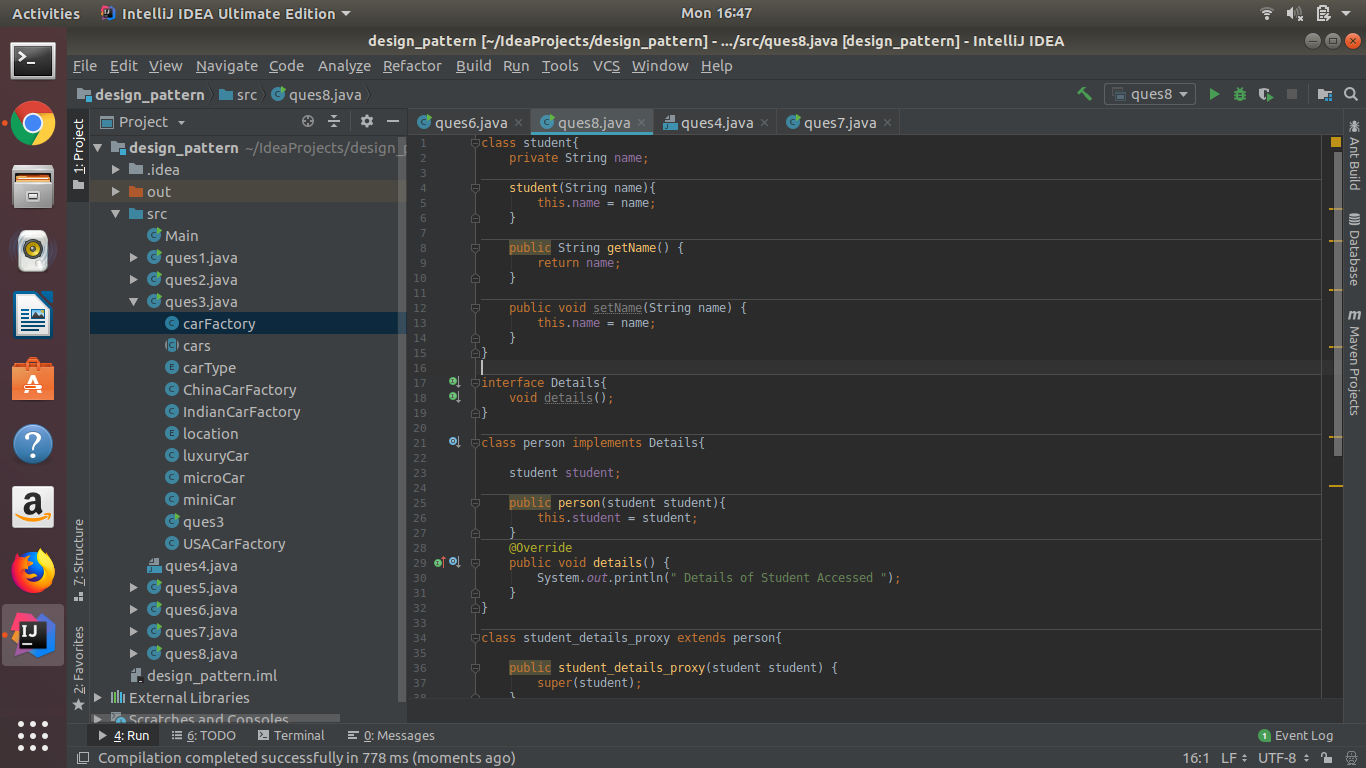 Activities IntelliJ IDEA Ultimate Edition Mon 16:47
design_pattern [~/IdeaProjects/design_pattern] - .../src/ques8.java [design_pattern] - IntelliJ IDEA
File Edit View Navigate Code Analyze Refactor Build Run Tools VCS Window Help
design_pattern src ques8.java ques8
1: Project
7: Structure
2: Favorites
Project
design_pattern ~/IdeaProjects/design_p
.idea
out
src
Main
ques1.java
ques2.java
ques3.java
carFactory
cars
carType
ChinaCarFactory
IndianCarFactory
location
luxuryCar
microCar
miniCar
ques3
USACarFactory
ques4.java
ques5.java
ques6.java
ques7.java
ques8.java
design_pattern.iml
External Libraries
Scratches and Consoles
ques6.java ques8.java ques4.java ques7.java
1 class student{
2 private String name;
3
4 student(String name){
5 this.name = name;
6 }
7
8 public String getName() {
9 return name;
10 }
11
12 public void setName(String name) {
13 this.name = name;
14 }
15 }
16
17 interface Details{
18 void details();
19 }
20
21 class person implements Details{
22
23 student student;
24
25 public person(student student){
26 this.student = student;
27 }
28 @Override
29 public void details() {
30 System.out.println(" Details of Student Accessed ");
31 }
32 }
33
34 class student_details_proxy extends person{
35
36 public student_details_proxy(student student) {
37 super(student);
38 }
Ant Build
Database
Maven Projects
4: Run 6: TODO Terminal 0: Messages 1 Event Log
Compilation completed successfully in 778 ms (moments ago) 16:1 LF UTF-8